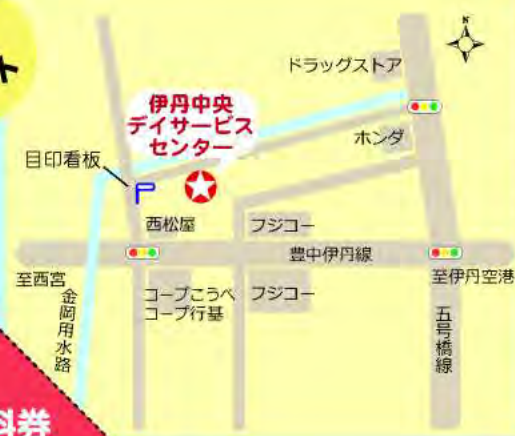 ト
N
ドラッグストア
伊丹中央
デイサービス
センター
ホンダ
目印看板
西松屋
フジコー
豊中伊丹線
至西宮
至伊丹空港
コープこうべ
コープ行基
フジコー
金岡用水路
五号橋線
料券